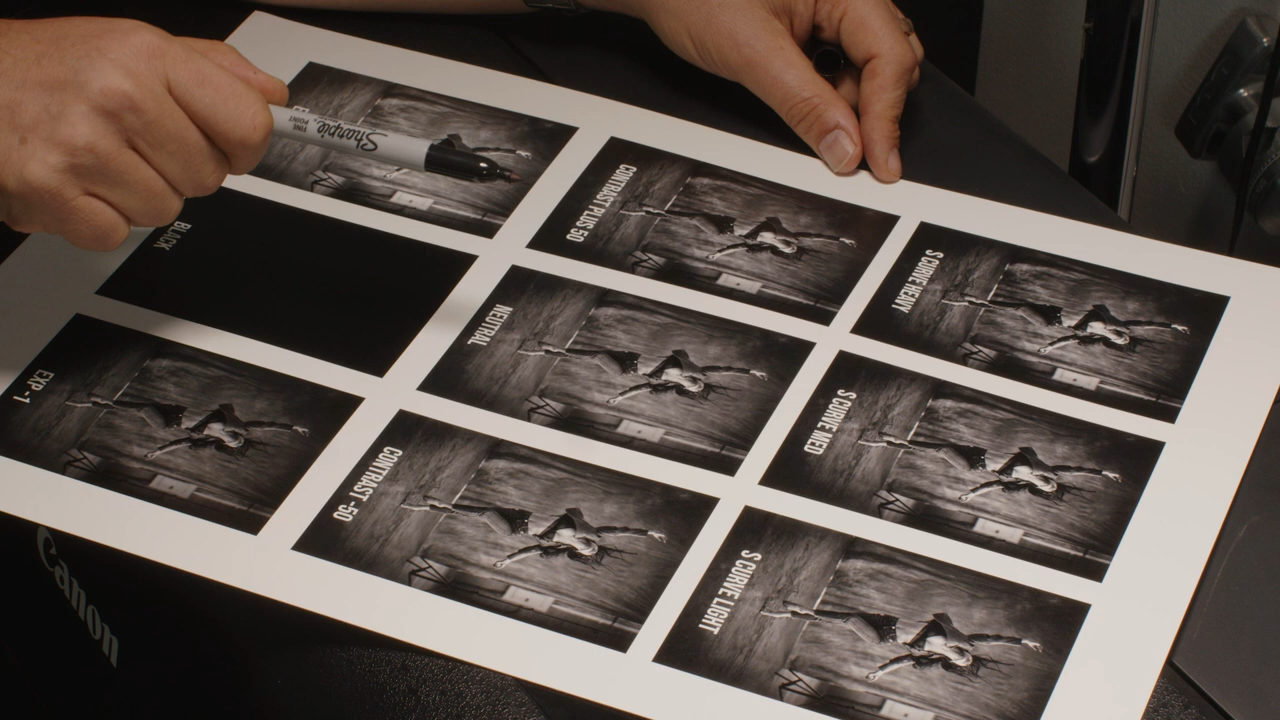 Sharpie
FINE
POINT
CONTRAST PLUS 50
S CURVE HEAVY
BLACK
NEUTRAL
S CURVE MED
EXP -1
CONTRAST -50
S CURVE LIGHT
Canon